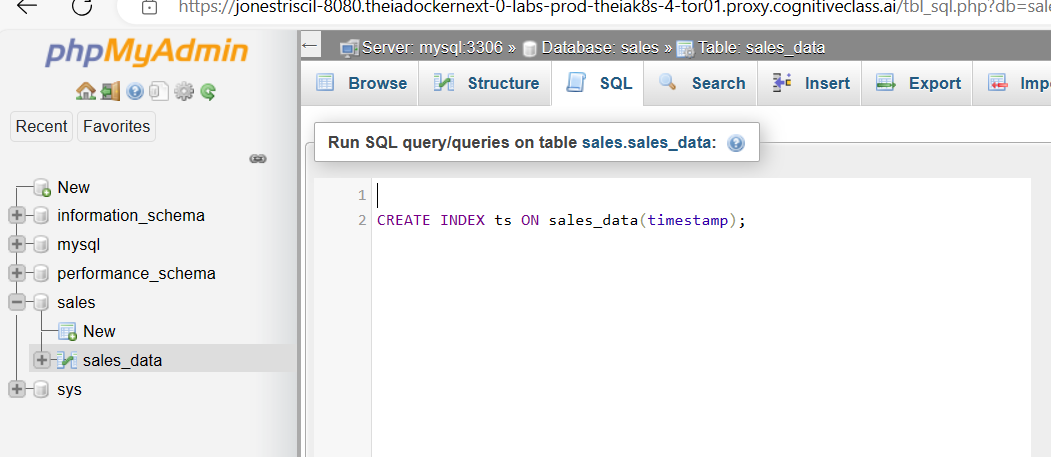 https://jonestriscil-8080.theiadockernext-0-labs-prod-theiak8s-4-tor01.proxy.cognitiveclass.ai/tbl_sql.php?db=sale
phpMyAdmin
Recent Favorites
New
information_schema
mysql
performance_schema
sales
New
sales_data
sys
Server: mysql:3306 » Database: sales » Table: sales_data
Browse Structure SQL Search Insert Export Impo
Run SQL query/queries on table sales.sales_data:
1
2 CREATE INDEX ts ON sales_data(timestamp);